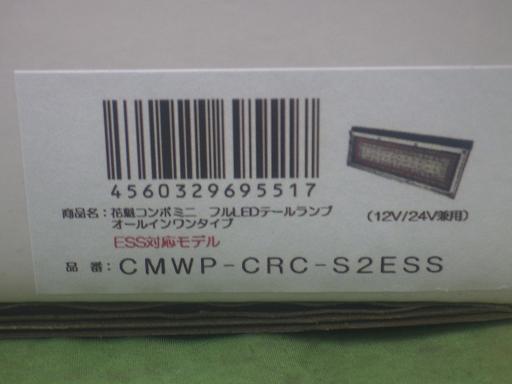 4560329695517
商品名：花魁コンボミニ フルLEDテールランプ
オールインワンタイプ
（12V/24V兼用）
ESS対応モデル
品 番：CMWP-CRC-S2ESS